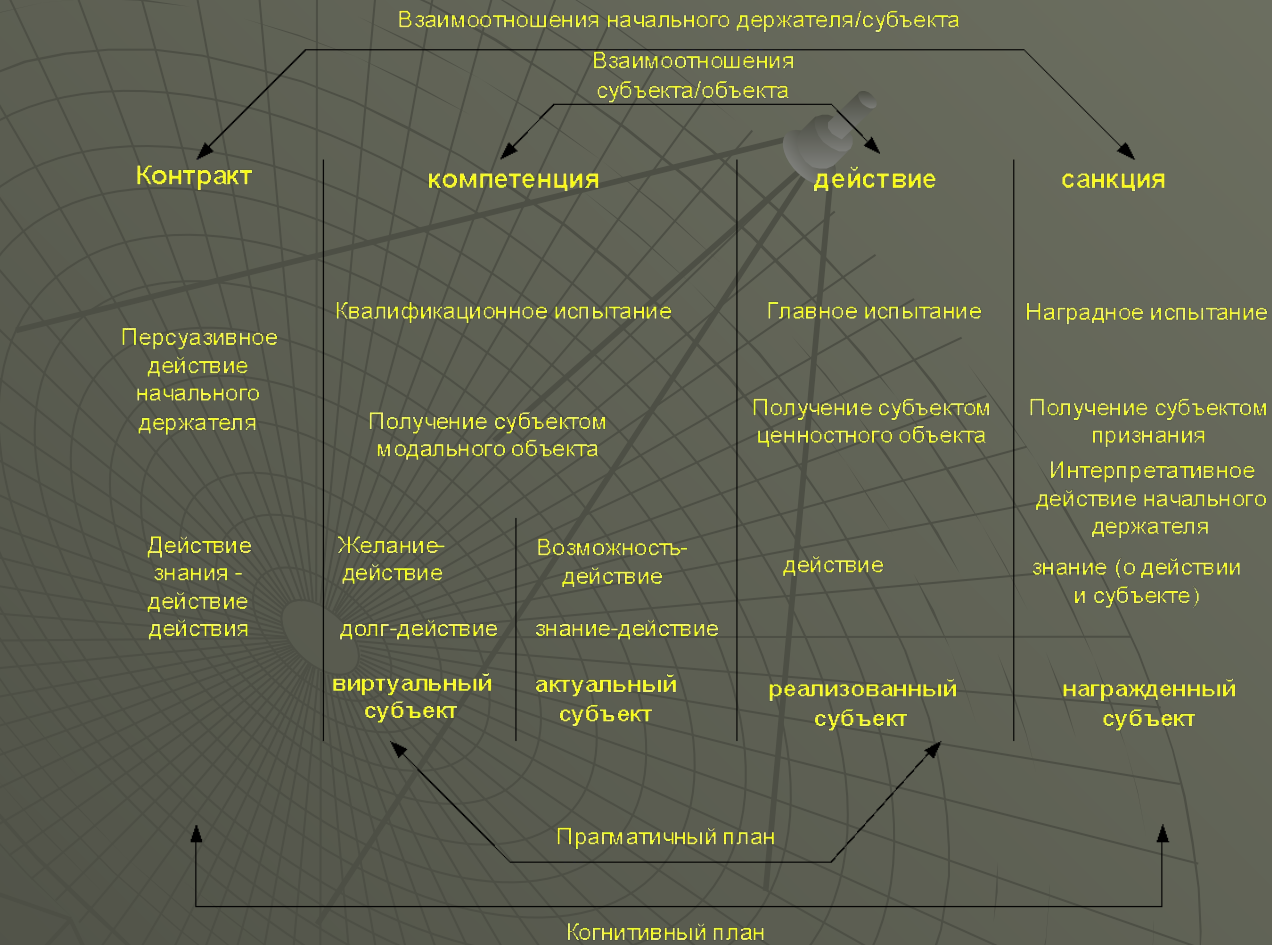 Взаимоотношения начального держателя/субъекта
Взаимоотношения
субъекта/объекта
Контракт
компетенция
действие
санкция
Персуазивное
действие
начального
держателя
Действие
знания -
действие
действия
Квалификационное испытание
Получение субъектом
модального объекта
Желание-
действие
долг-действие
виртуальный
субъект
Возможность-
действие
знание-действие
актуальный
субъект
Главное испытание
Получение субъектом
ценностного объекта
действие
реализованный
субъект
Наградное испытание
Получение субъектом
признания
Интерпретативное
действие начального
держателя
знание (о действии
и субъекте)
награжденный
субъект
Прагматичный план
Когнитивный план